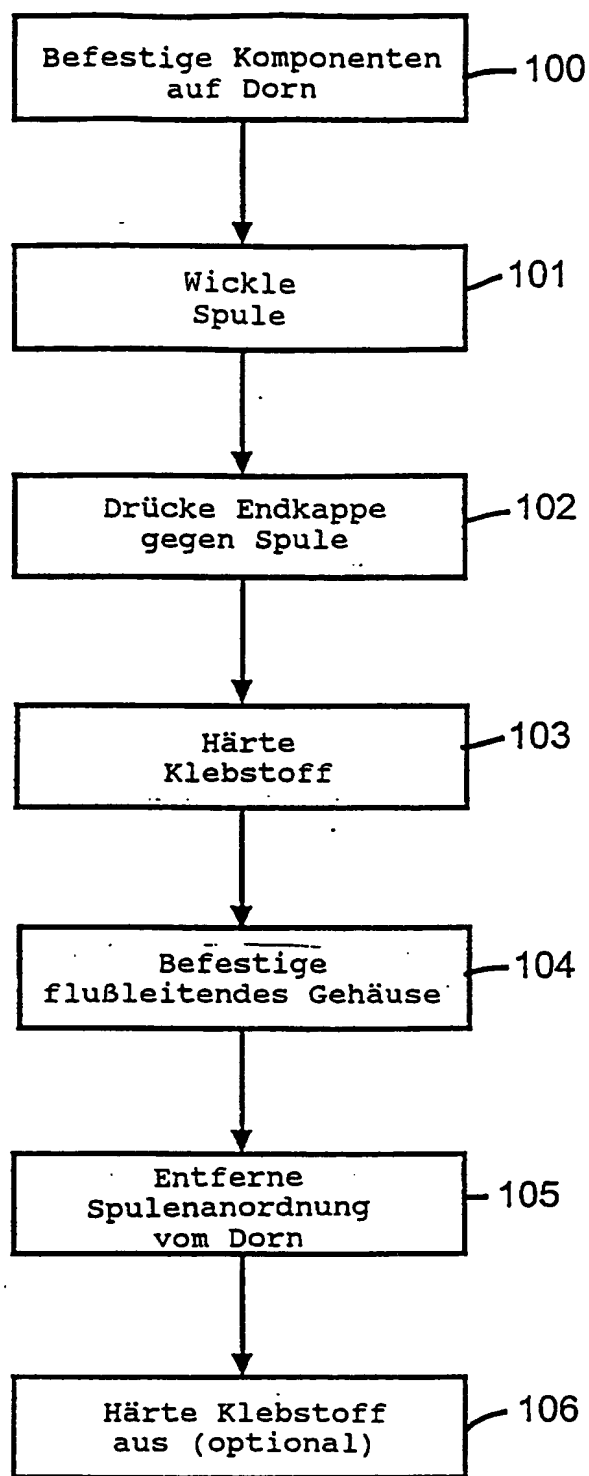 Befestige Komponenten
auf Dorn
100
Wickle
Spule
101
Drücke Endkappe
gegen Spule
102
Härte
Klebstoff
103
Befestige
flußleitendes Gehäuse
104
Entferne
Spulenanordnung
vom Dorn
105
Härte Klebstoff
aus (optional)
106